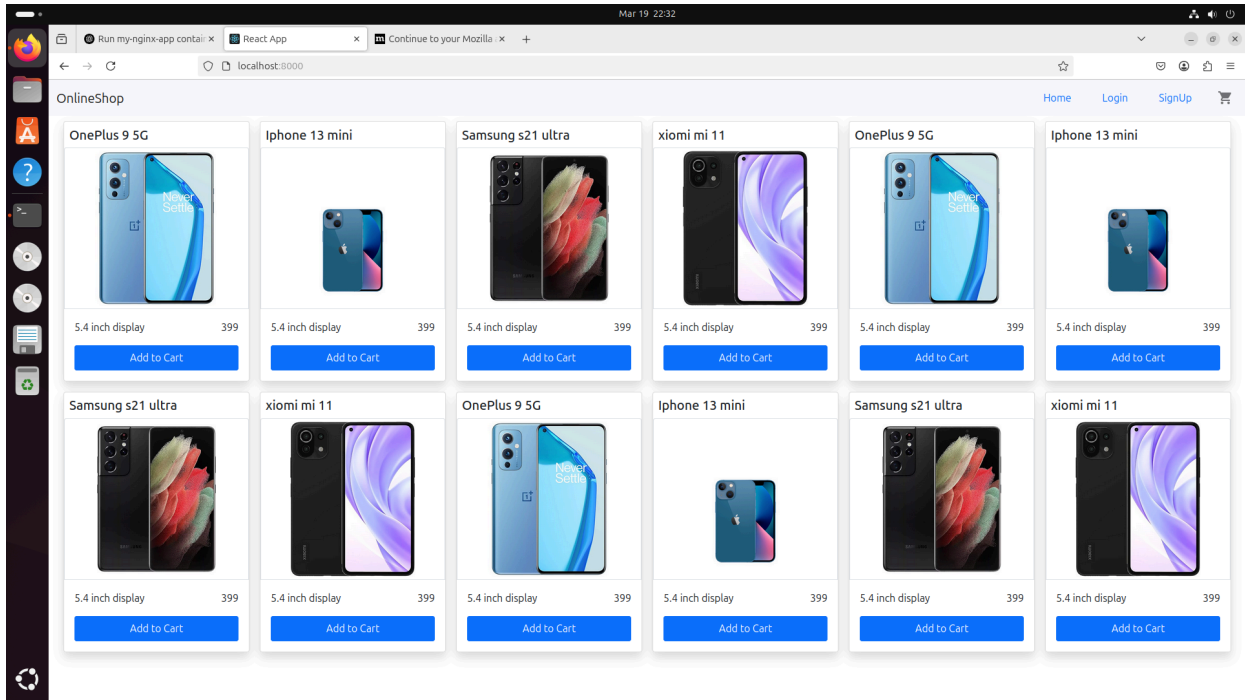 Mar 19 22:32
Run my-nginx-app contair
React App
Continue to your Mozilla
localhost:8000
OnlineShop
Home Login SignUp
OnePlus 9 5G Iphone 13 mini Samsung s21 ultra xiomi mi 11 OnePlus 9 5G Iphone 13 mini
Never Settle Never Settle
5.4 inch display 399 5.4 inch display 399 5.4 inch display 399 5.4 inch display 399 5.4 inch display 399 5.4 inch display 399
Add to Cart Add to Cart Add to Cart Add to Cart Add to Cart Add to Cart
Samsung s21 ultra xiomi mi 11 OnePlus 9 5G Iphone 13 mini Samsung s21 ultra xiomi mi 11
Never Settle
5.4 inch display 399 5.4 inch display 399 5.4 inch display 399 5.4 inch display 399 5.4 inch display 399 5.4 inch display 399
Add to Cart Add to Cart Add to Cart Add to Cart Add to Cart Add to Cart